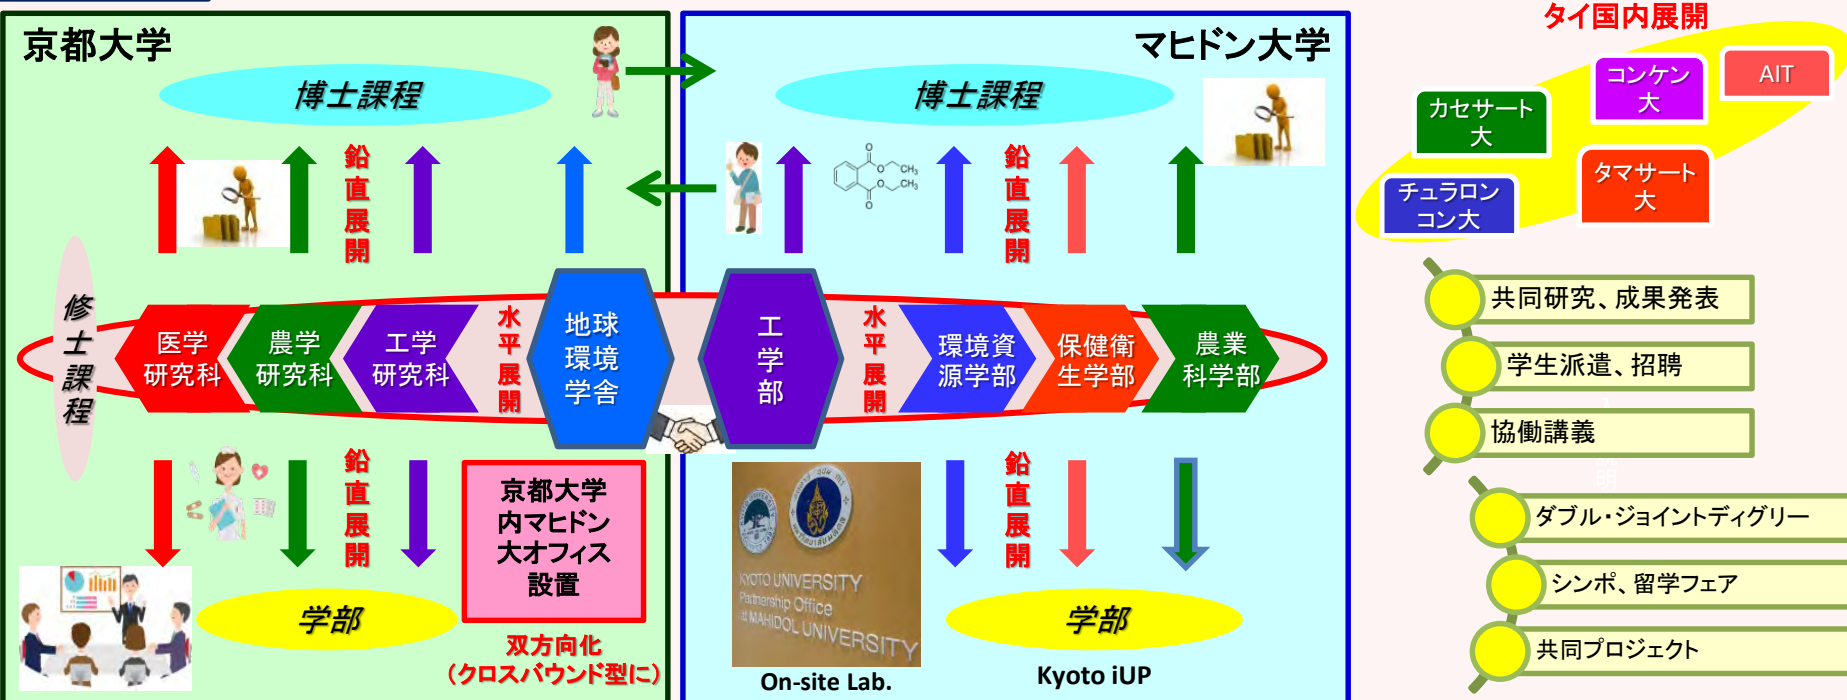 京都大学
博士課程
鉛
直
展
開
修
士
課
程
医学
研究科
農学
研究科
工学
研究科
水
平
展
開
地球
環境
学舎
鉛
直
展
開
京都大学
内マヒドン
大オフィス
設置
学部
双方向化
(クロスバウンド型に)
マヒドン大学
博士課程
O
O
CH₃
O
CH₃
O
鉛
直
展
開
工
学
部
水
平
展
開
環境資
源学部
保健衛
生学部
農業
科学部
鉛
直
展
開
KYOTO UNIVERSITY
Partnership Office
at MAHIDOL UNIVERSITY
On-site Lab.
学部
Kyoto iUP
タイ国内展開
コンケン
大
AIT
カセサート
大
タマサート
大
チュラロン
コン大
共同研究、成果発表
学生派遣、招聘
協働講義
明
ダブル・ジョイントディグリー
シンポ、留学フェア
共同プロジェクト